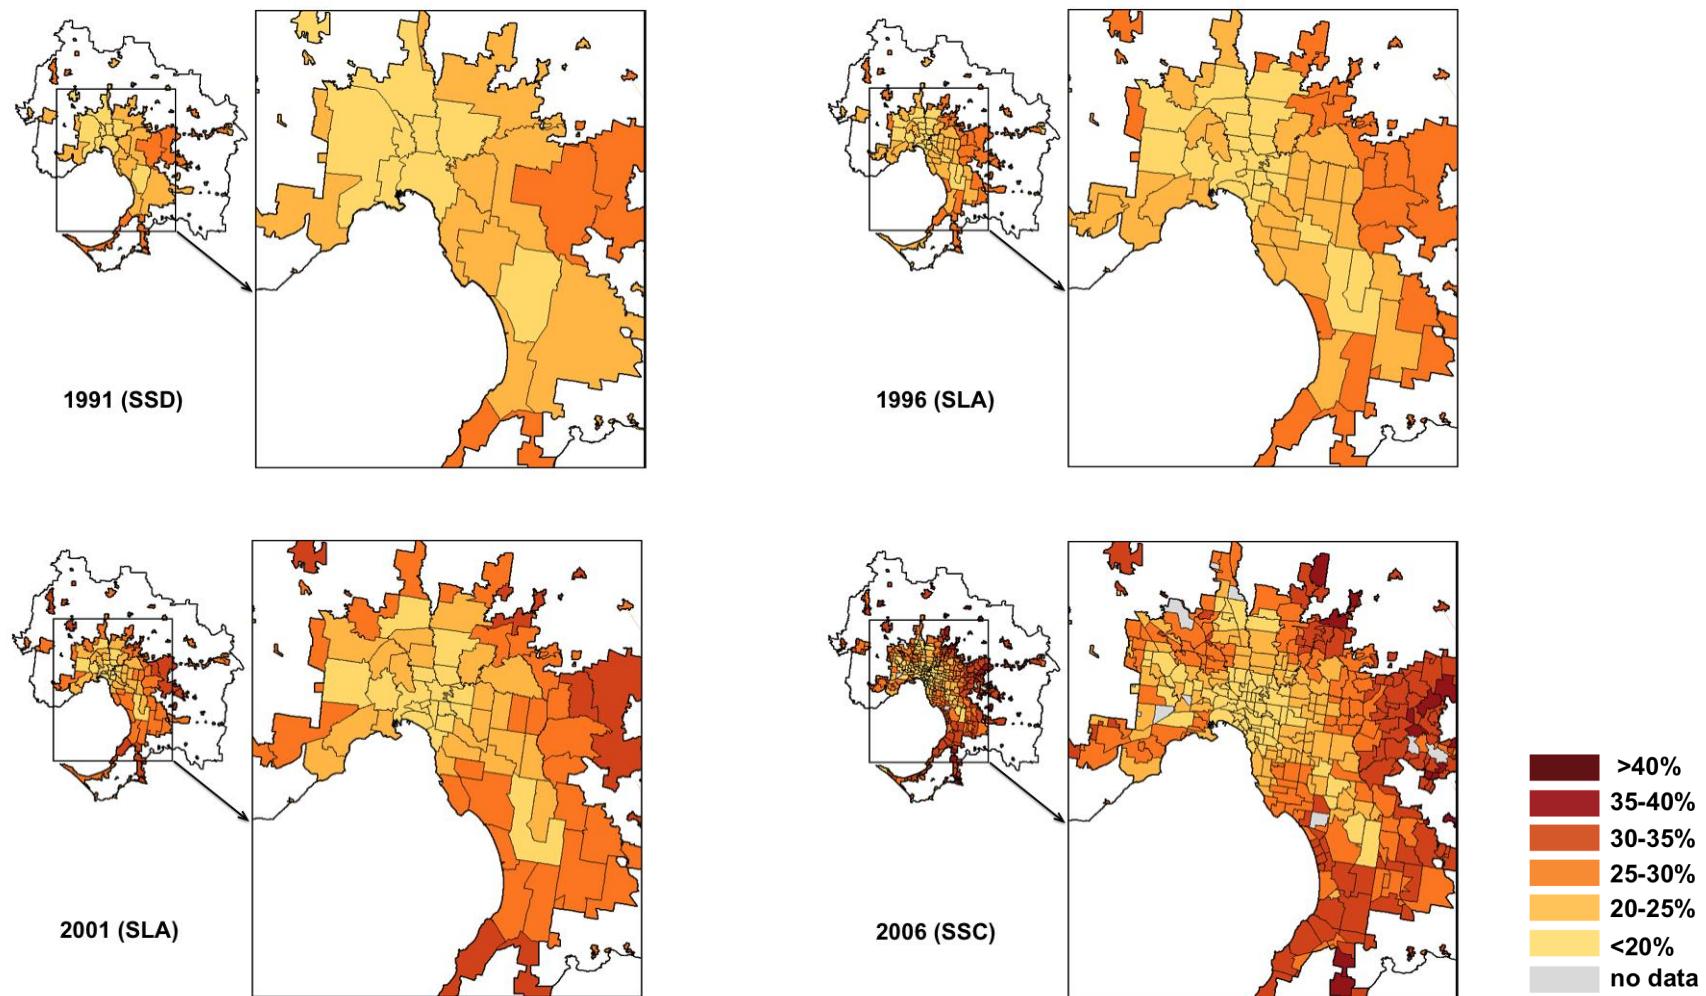 1991 (SSD)
1996 (SLA)
2001 (SLA)
2006 (SSC)
>40%
35-40%
30-35%
25-30%
20-25%
<20%
no data